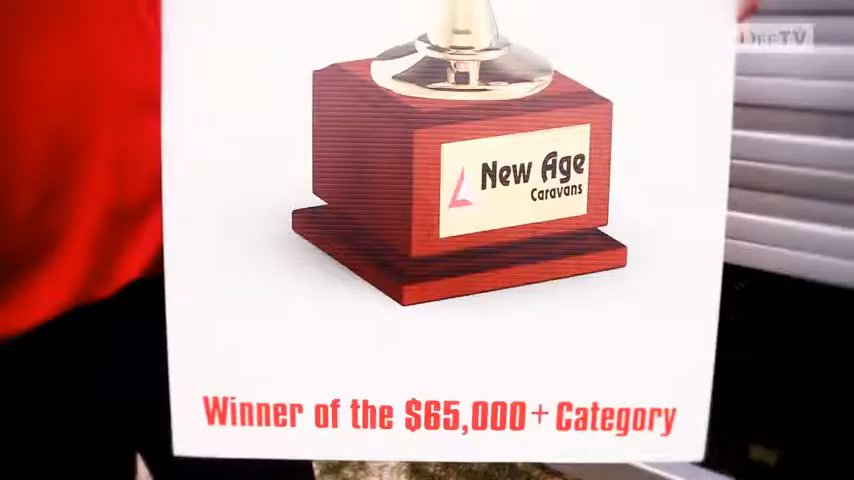 New Age
Caravans
Winner of the $65,000+ Category